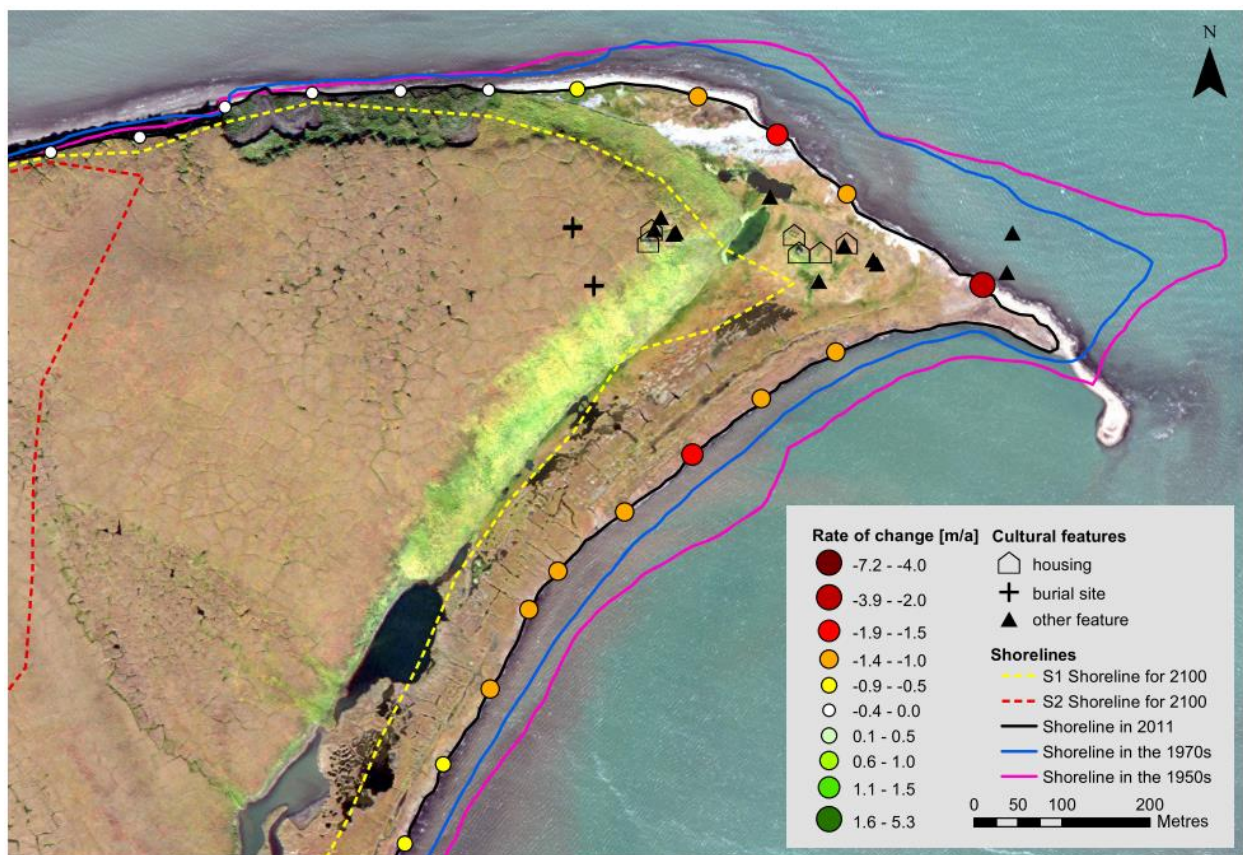 N
Rate of change [m/a]
-7.2 - -4.0
-3.9 - -2.0
-1.9 - -1.5
-1.4 - -1.0
-0.9 - -0.5
-0.4 - 0.0
0.1 - 0.5
0.6 - 1.0
1.1 - 1.5
1.6 - 5.3
Cultural features
housing
burial site
other feature
Shorelines
S1 Shoreline for 2100
S2 Shoreline for 2100
Shoreline in 2011
Shoreline in the 1970s
Shoreline in the 1950s
0 50 100 200
Metres